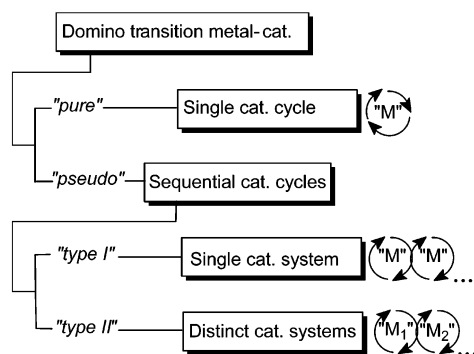 Domino transition metal-cat.
"pure" Single cat. cycle "M"
"pseudo" Sequential cat. cycles
"type I" Single cat. system "M" "M" ...
"type II" Distinct cat. systems "M1" "M2" ...